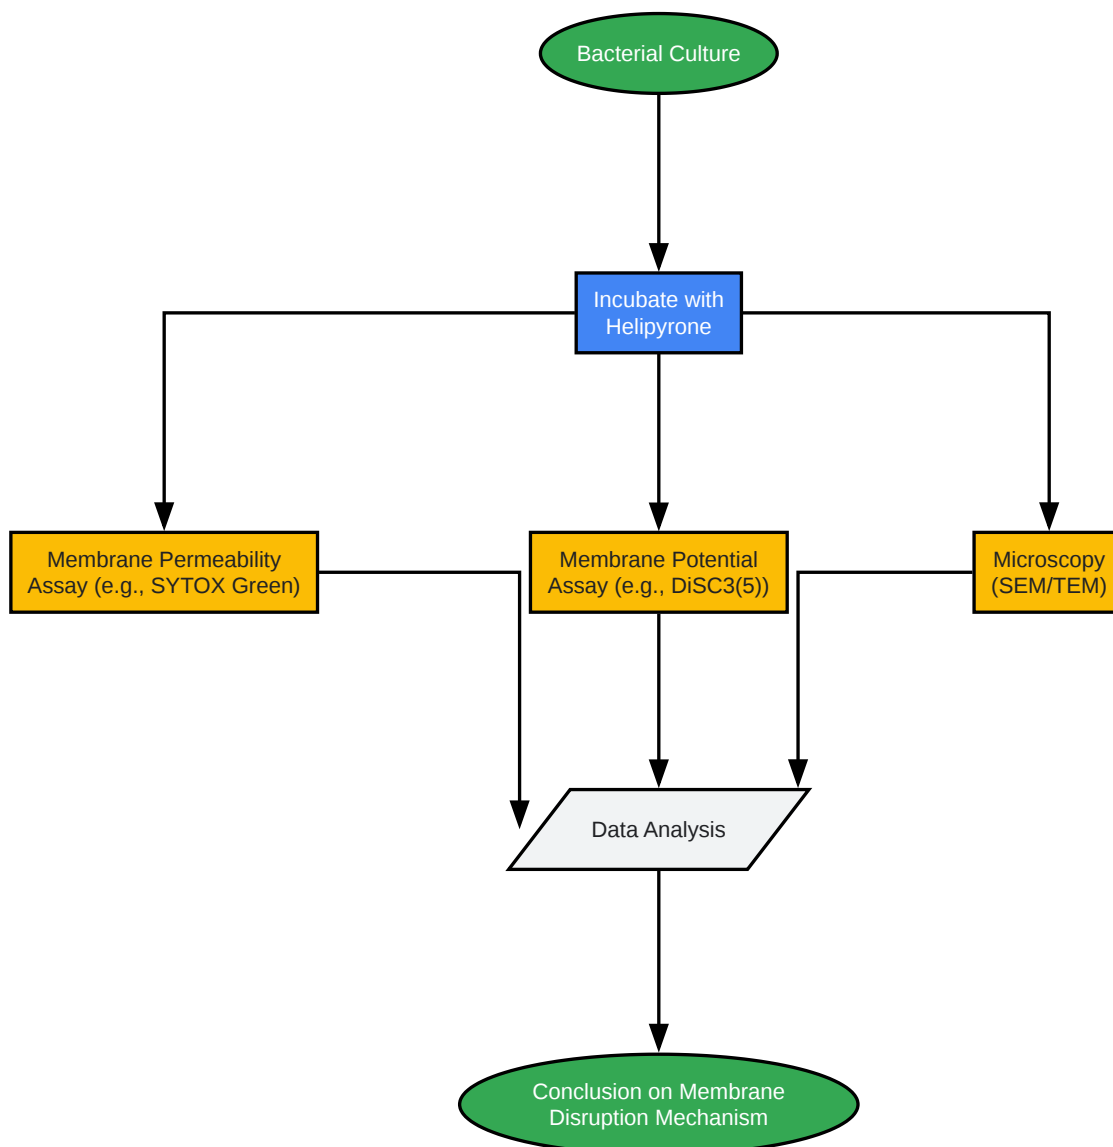 Bacterial Culture
Incubate with
Helipyrone
Membrane Permeability
Assay (e.g., SYTOX Green)
Membrane Potential
Assay (e.g., DiSC3(5))
Microscopy
(SEM/TEM)
Data Analysis
Conclusion on Membrane
Disruption Mechanism